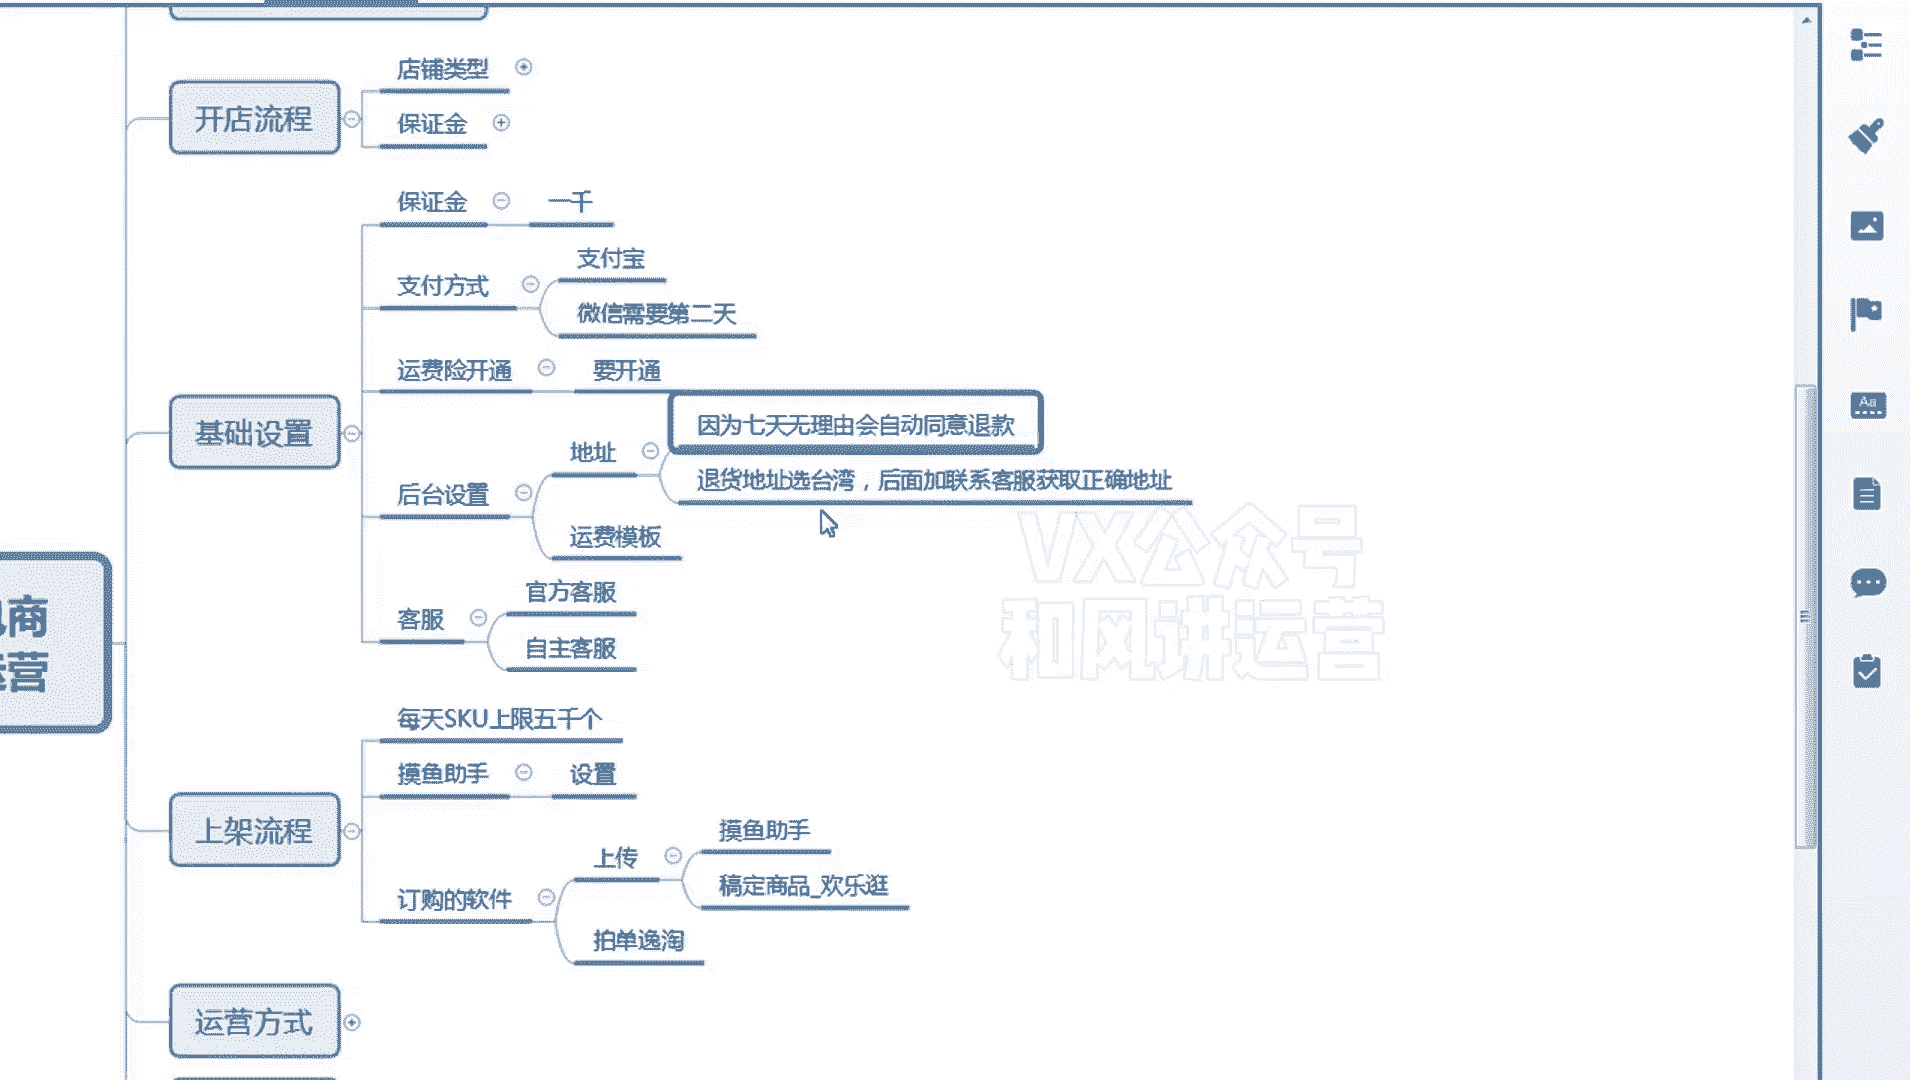 店铺类型
开店流程
保证金
保证金
一千
支付宝
支付方式
微信需要第二天
运费险开通
要开通
因为七天无理由会自动同意退款
基础设置
地址
退货地址选台湾，后面加联系客服获取正确地址
后台设置
运费模板
官方客服
客服
自主客服
商
营
每天SKU上限五千个
摸鱼助手
设置
上架流程
摸鱼助手
上传
稿定商品_欢乐逛
订购的软件
拍单逸淘
运营方式
VX公众号
和风讲运营
Aa